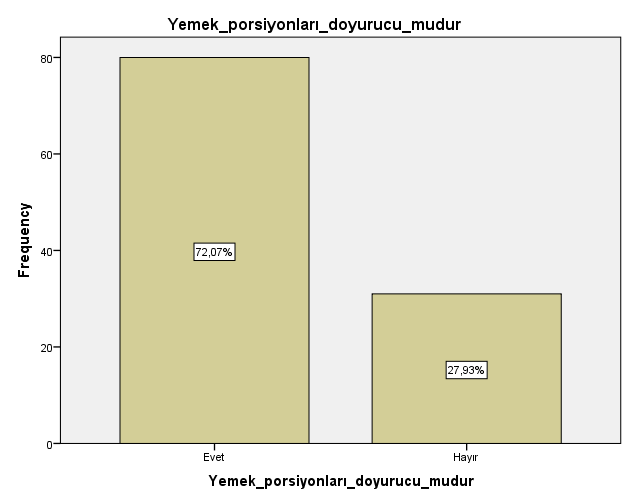 Yemek_porsiyonları_doyurucu_mudur
80
60
40
20
0
Frequency
72,07%
27,93%
Evet
Hayır
Yemek_porsiyonları_doyurucu_mudur